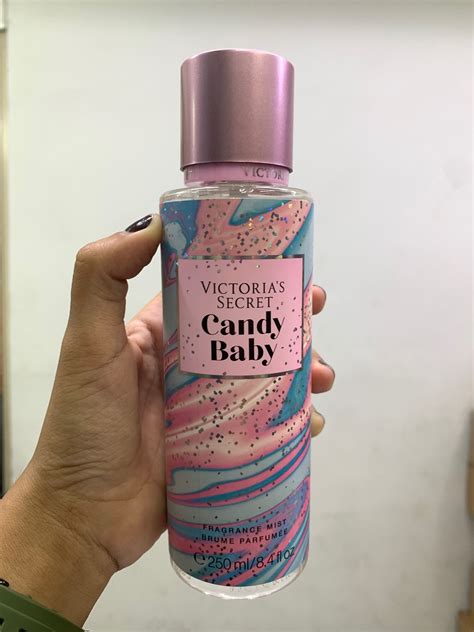 VICTORIA'S
SECRET
Candy
Baby
FRAGRANCE MIST
BRUME PARFUMÉE
℮ 250 ml/8.4 fl oz